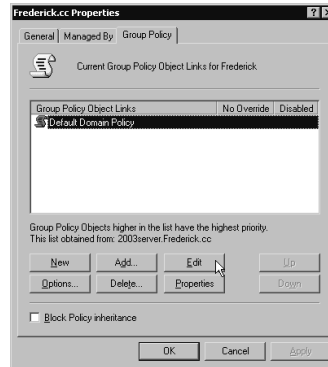 Frederick.cc Properties
General Managed By Group Policy
Current Group Policy Object Links for Frederick
Group Policy Object Links No Override Disabled
Default Domain Policy
Group Policy Objects higher in the list have the highest priority.
This list obtained from: 2003server.Frederick.cc
New Add... Edit Up
Options... Delete... Properties Down
Block Policy inheritance
OK Cancel Apply